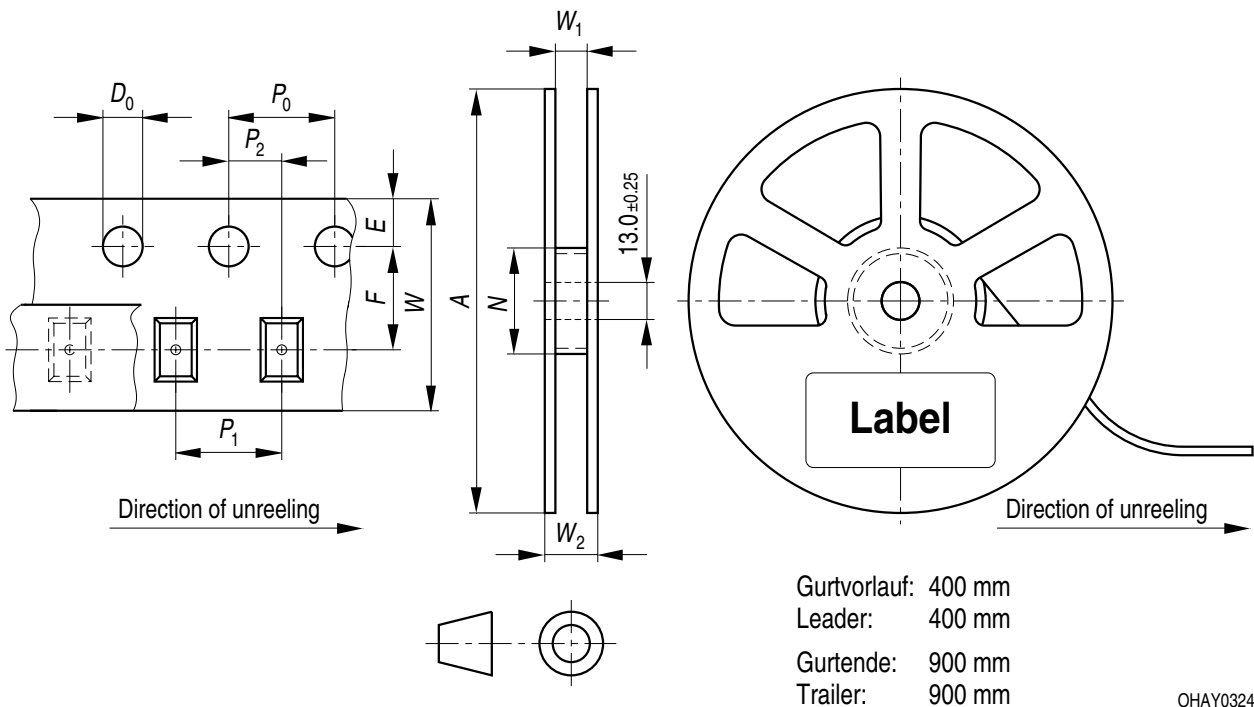 W1
D0
P0
P2
E
F
W
A
N
13.0±0.25
P1
Label
Direction of unreeling
W2
Direction of unreeling
Gurtvorlauf: 400 mm
Leader: 400 mm
Gurtende: 900 mm
Trailer: 900 mm
OHAY0324